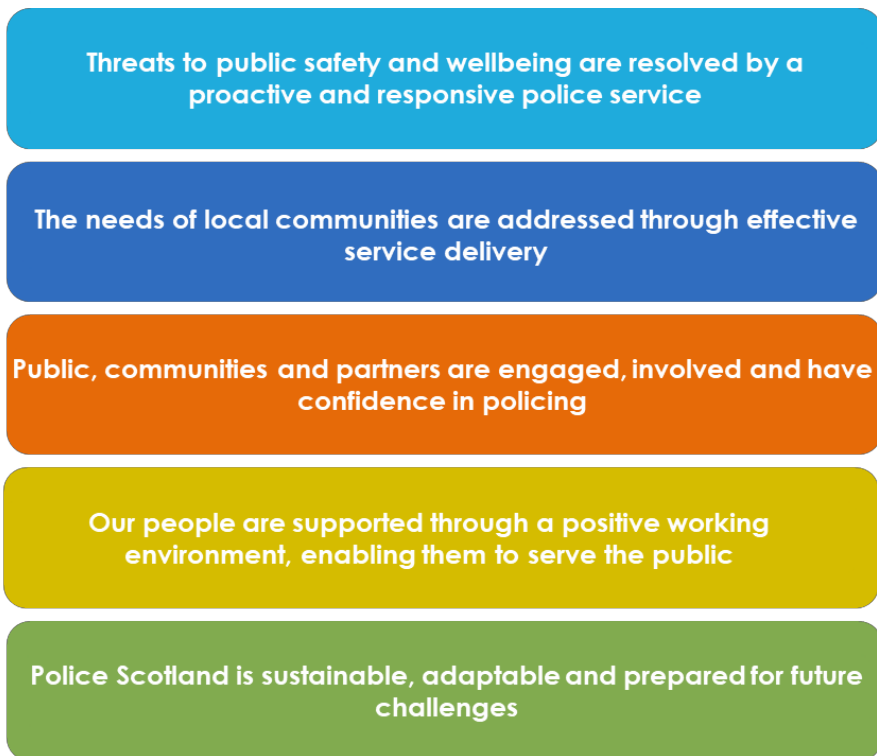 Threats to public safety and wellbeing are resolved by a
proactive and responsive police service
The needs of local communities are addressed through effective
service delivery
Public, communities and partners are engaged, involved and have
confidence in policing
Our people are supported through a positive working
environment, enabling them to serve the public
Police Scotland is sustainable, adaptable and prepared for future
challenges